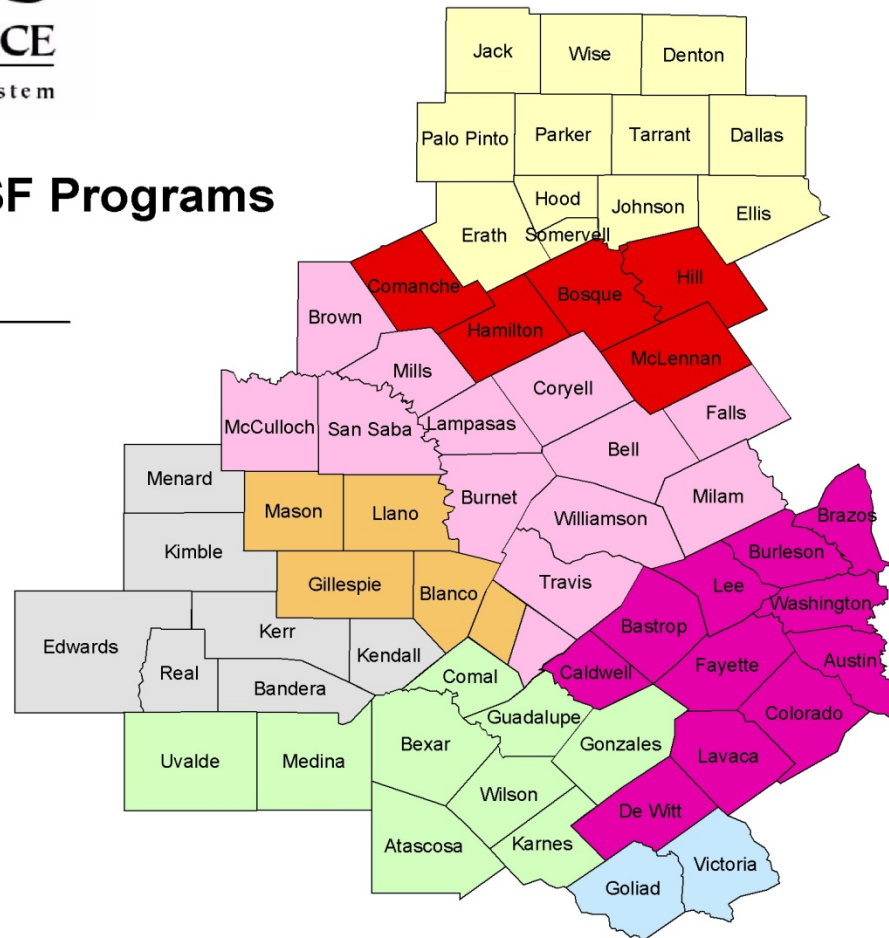 CE
stem
SF Programs
Jack
Wise
Denton
Palo Pinto
Parker
Tarrant
Dallas
Hood
Johnson
Ellis
Erath
Somervell
Comanche
Bosque
Hill
Brown
Hamilton
McLennan
Mills
Coryell
McCulloch
San Saba
Lampasas
Falls
Bell
Menard
Mason
Llano
Burnet
Milam
Williamson
Brazos
Kimble
Burleson
Gillespie
Blanco
Travis
Lee
Washington
Edwards
Kerr
Bastrop
Real
Kendall
Caldwell
Fayette
Austin
Bandera
Comal
Colorado
Guadalupe
Uvalde
Medina
Bexar
Gonzales
Lavaca
Wilson
De Witt
Atascosa
Karnes
Victoria
Goliad